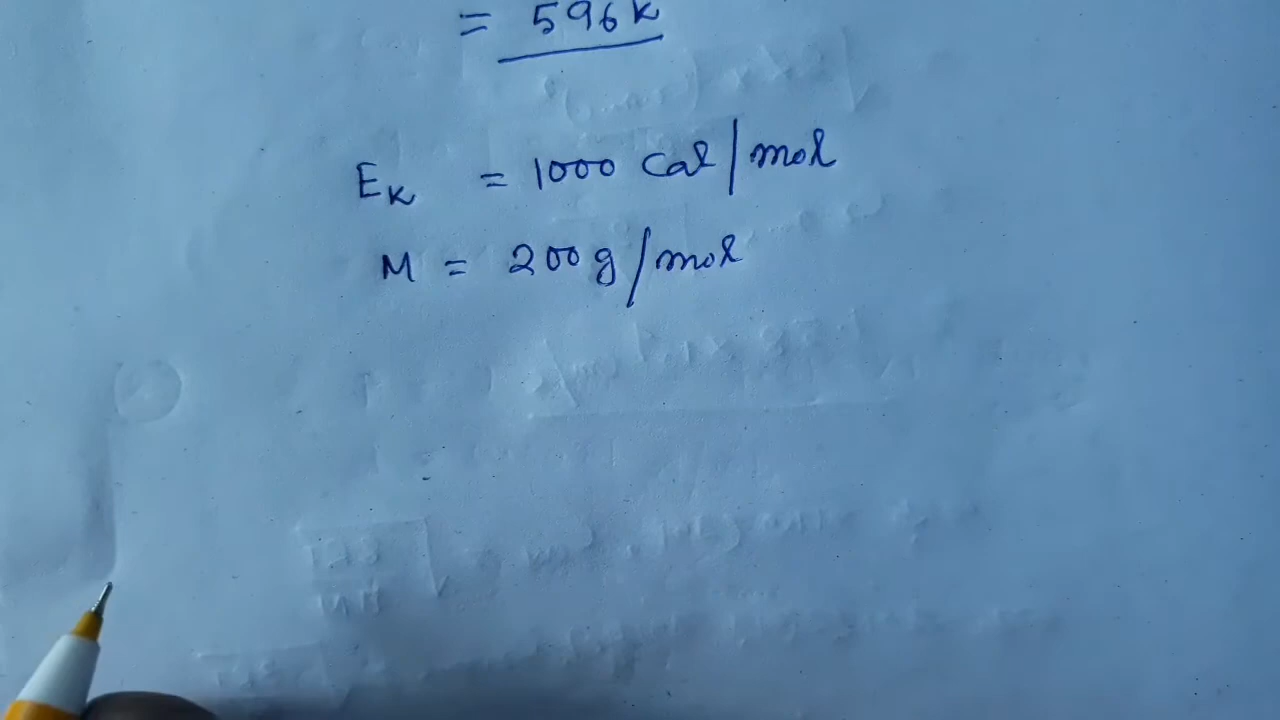 = 596K
EK = 1000 Cal/mol
M = 200g/mol